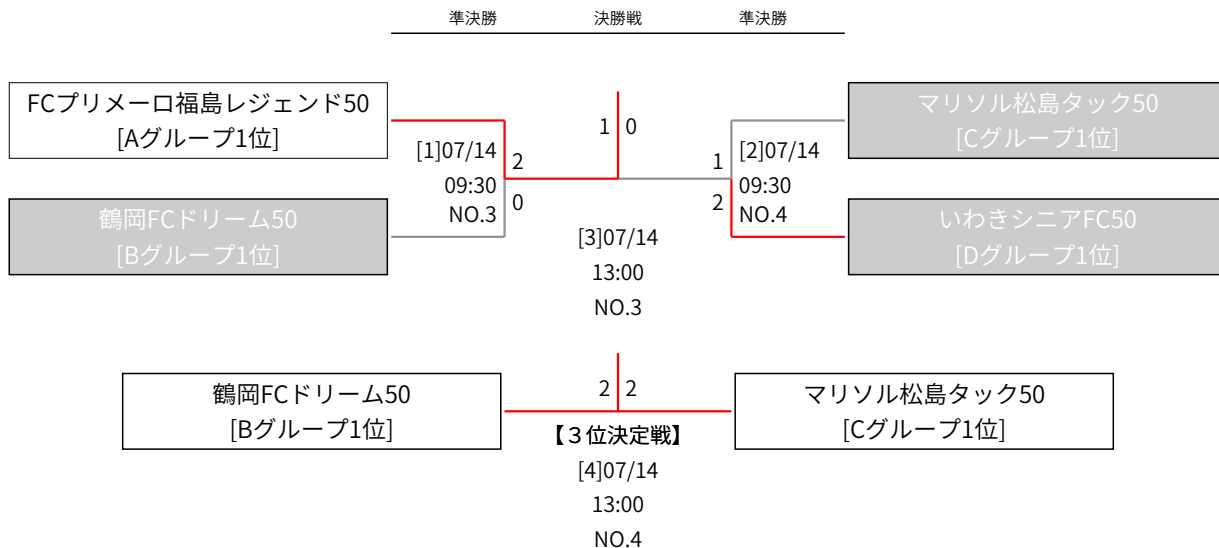 準決勝 決勝戦 準決勝
FCプリメーロ福島レジェンド50
[Aグループ1位]
マリソル松島タック50
[Cグループ1位]
1 0
[1]07/14
09:30
NO.3
2
0
1
2
[2]07/14
09:30
NO.4
鶴岡FCドリーム50
[Bグループ1位]
いわきシニアFC50
[Dグループ1位]
[3]07/14
13:00
NO.3
鶴岡FCドリーム50
[Bグループ1位]
2 2
マリソル松島タック50
[Cグループ1位]
【３位決定戦】
[4]07/14
13:00
NO.4